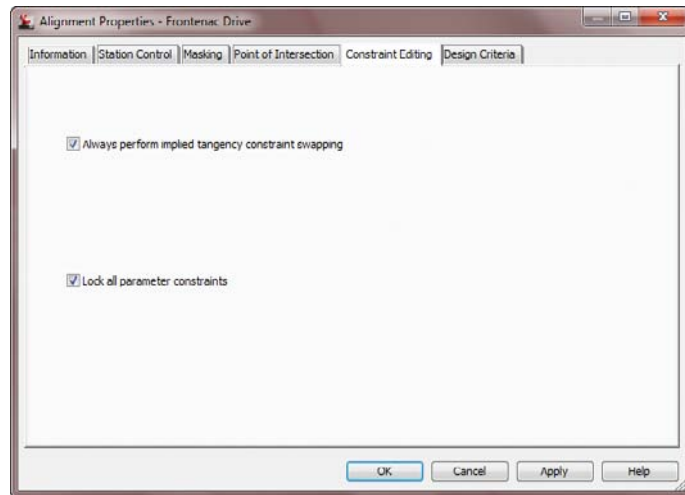 Alignment Properties - Frontenac Drive
Information Station Control Masking Point of Intersection Constraint Editing Design Criteria
Always perform implied tangency constraint swapping
Lock all parameter constraints
OK Cancel Apply Help